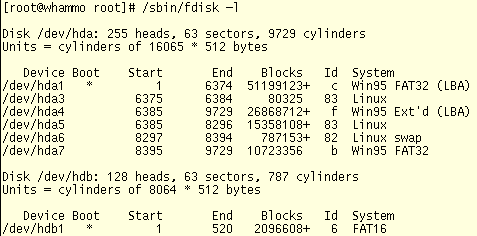 [root@whammo root]# /sbin/fdisk -l
Disk /dev/hda: 255 heads, 63 sectors, 9729 cylinders
Units = cylinders of 16065 * 512 bytes
Device Boot Start End Blocks Id System
/dev/hda1 * 1 6374 51199123+ c Win95 FAT32 (LBA)
/dev/hda3 6375 6384 80325 83 Linux
/dev/hda4 6385 9729 26868712+ f Win95 Ext'd (LBA)
/dev/hda5 6385 8296 15358108+ 83 Linux
/dev/hda6 8297 8394 787153+ 82 Linux swap
/dev/hda7 8395 9729 10723356 b Win95 FAT32
Disk /dev/hdb: 128 heads, 63 sectors, 787 cylinders
Units = cylinders of 8064 * 512 bytes
Device Boot Start End Blocks Id System
/dev/hdb1 * 1 520 2096608+ 6 FAT16